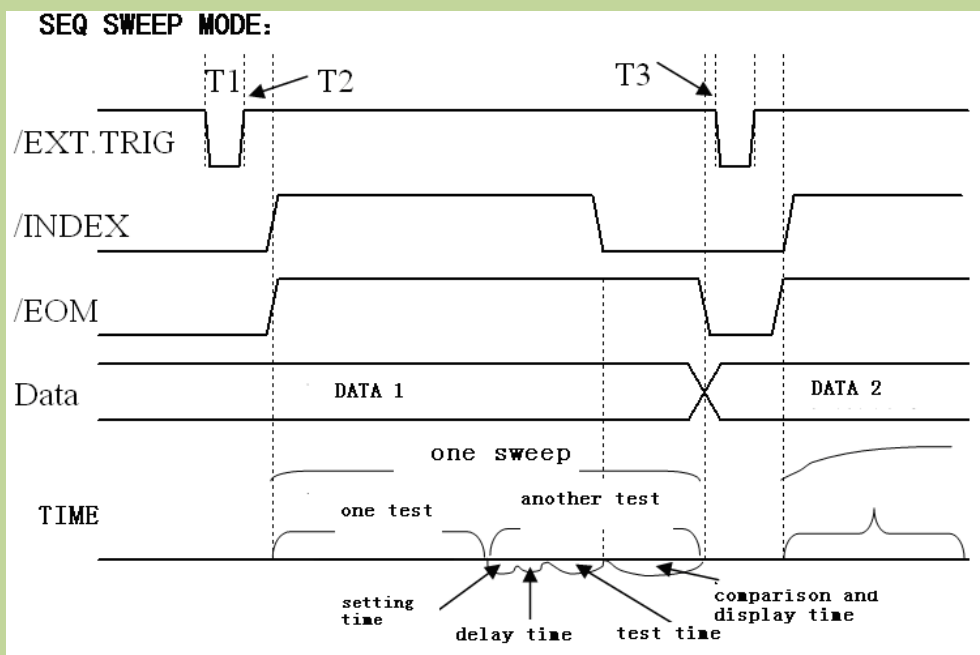 SEQ SWEEP MODE:
T1
T2
T3
/EXT.TRIG
/INDEX
/EOM
Data
DATA 1
DATA 2
one sweep
TIME
one test
another test
setting
time
delay time
test time
comparison and
display time